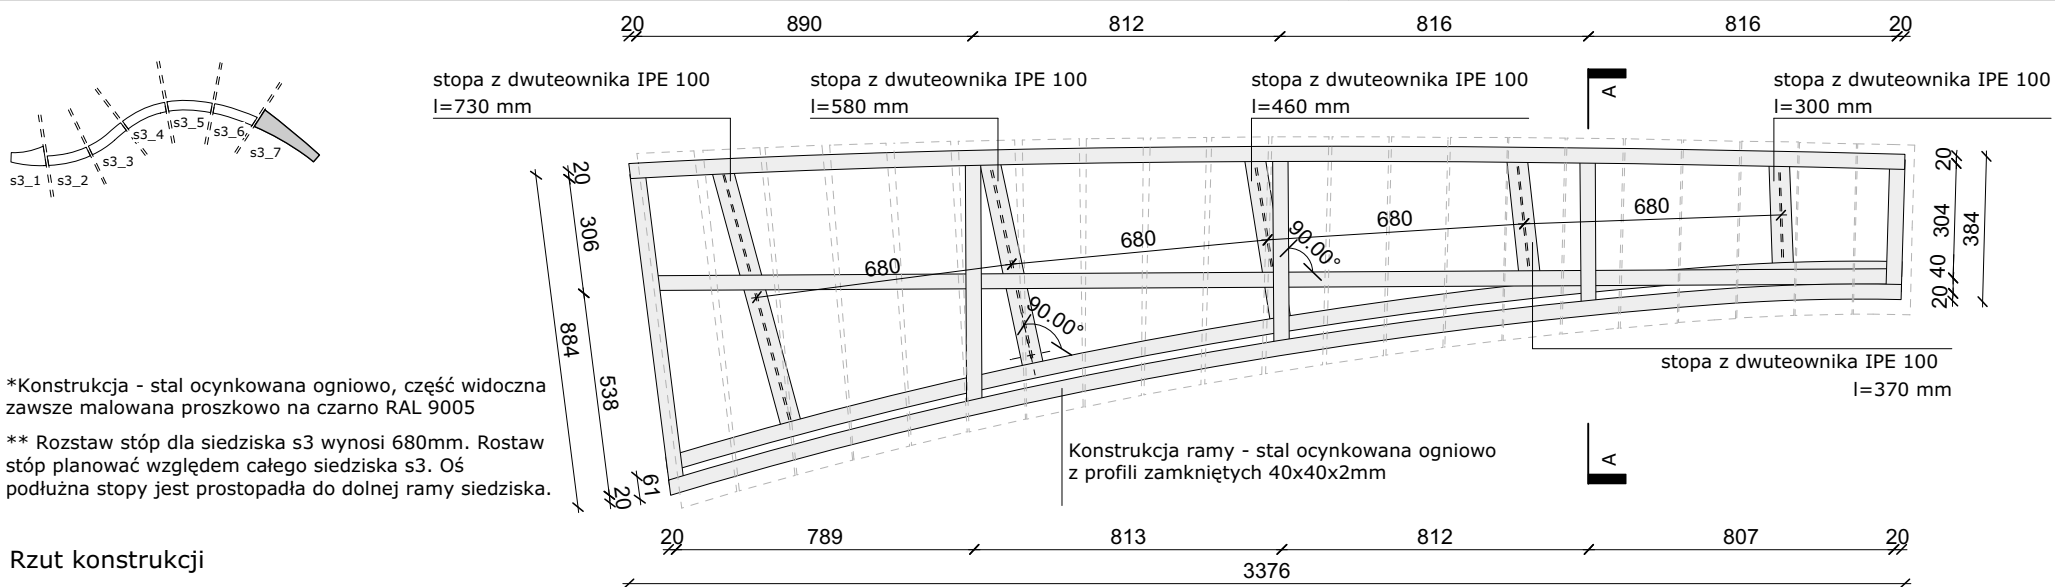 20 890 812 816 816 20
stopa z dwuteownika IPE 100
l=730 mm
stopa z dwuteownika IPE 100
l=580 mm
stopa z dwuteownika IPE 100
l=460 mm
A
stopa z dwuteownika IPE 100
l=300 mm
s3_1
s3_2
s3_3
s3_4
s3_5
s3_6
s3_7
20
306
884
538
61
20
680
680
680
680
90.00°
90.00°
20
304
384
40
20
stopa z dwuteownika IPE 100
l=370 mm
*Konstrukcja - stal ocynkowana ogniowo, część widoczna
zawsze malowana proszkowo na czarno RAL 9005
** Rozstaw stóp dla siedziska s3 wynosi 680mm. Rostaw
stóp planować względem całego siedziska s3. Oś
podłużna stopy jest prostopadła do dolnej ramy siedziska.
Konstrukcja ramy - stal ocynkowana ogniowo
z profili zamkniętych 40x40x2mm
A
20 789 813 812 807 20
3376
Rzut konstrukcji